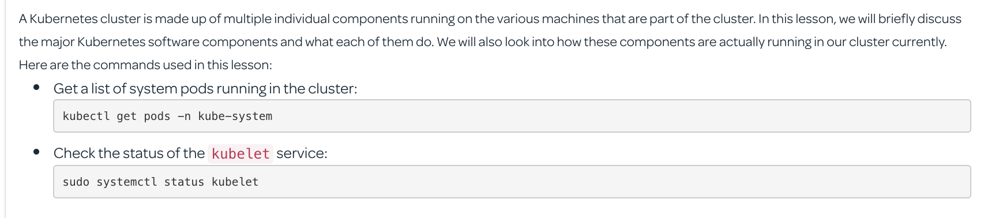 A Kubernetes cluster is made up of multiple individual components running on the various machines that are part of the cluster. In this lesson, we will briefly discuss
the major Kubernetes software components and what each of them do. We will also look into how these components are actually running in our cluster currently.
Here are the commands used in this lesson:
• Get a list of system pods running in the cluster:
kubectl get pods -n kube-system
• Check the status of the kubelet service:
sudo systemctl status kubelet